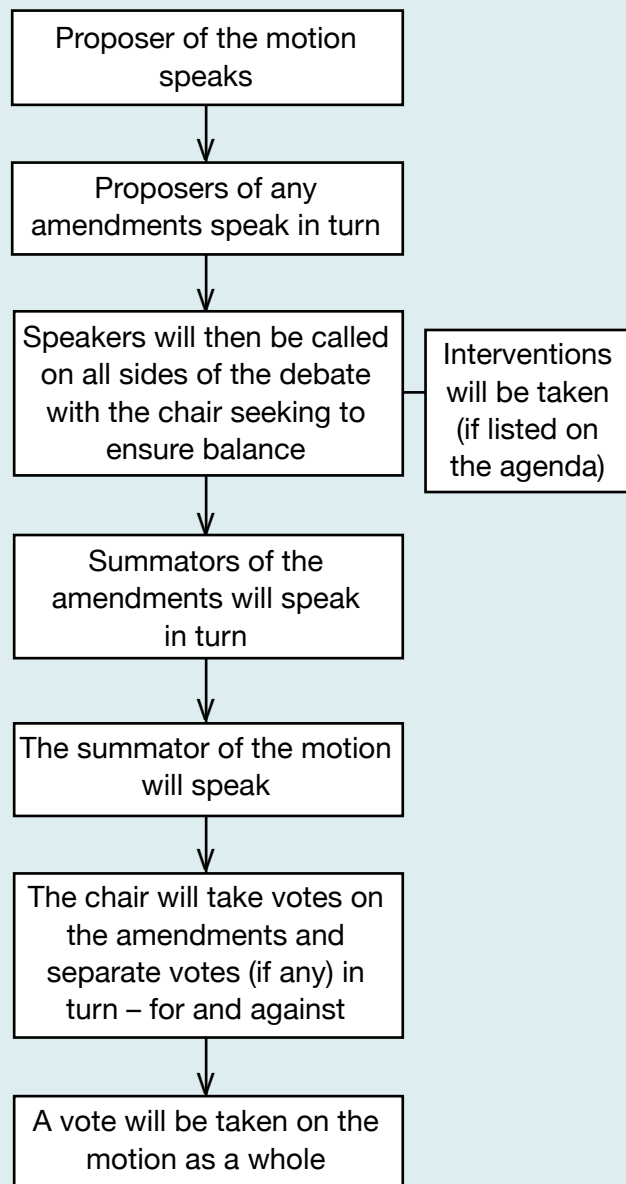 Proposer of the motion
speaks
Proposers of any
amendments speak in turn
Speakers will then be called
on all sides of the debate
with the chair seeking to
ensure balance
Interventions
will be taken
(if listed on
the agenda)
Summators of the
amendments will speak
in turn
The summator of the motion
will speak
The chair will take votes on
the amendments and
separate votes (if any) in
turn – for and against
A vote will be taken on the
motion as a whole